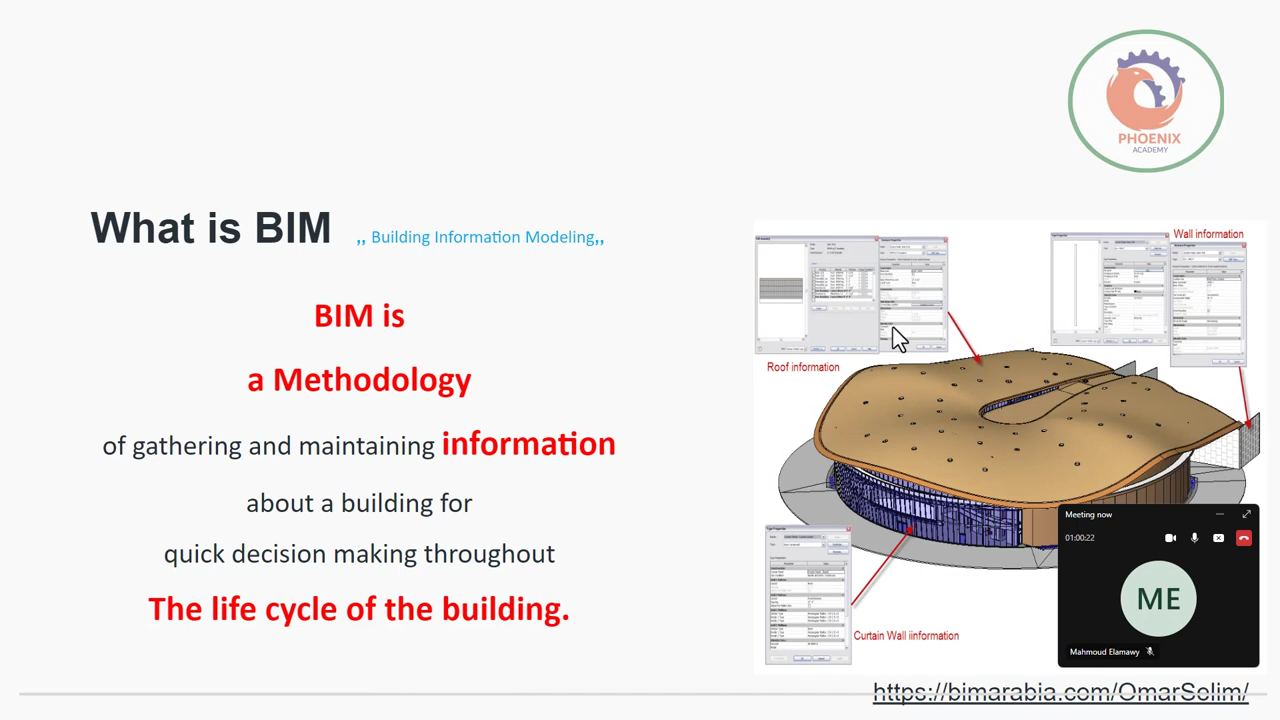 PHOENIX
ACADEMY
What is BIM ,, Building Information Modeling,,
BIM is
a Methodology
of gathering and maintaining information
about a building for
quick decision making throughout
The life cycle of the building.
Wall information
Roof information
Curtain Wall iinformation
Meeting now
01:00:22
ME
Mahmoud Elamawy
https://bimarabia.com/OmarSelim/